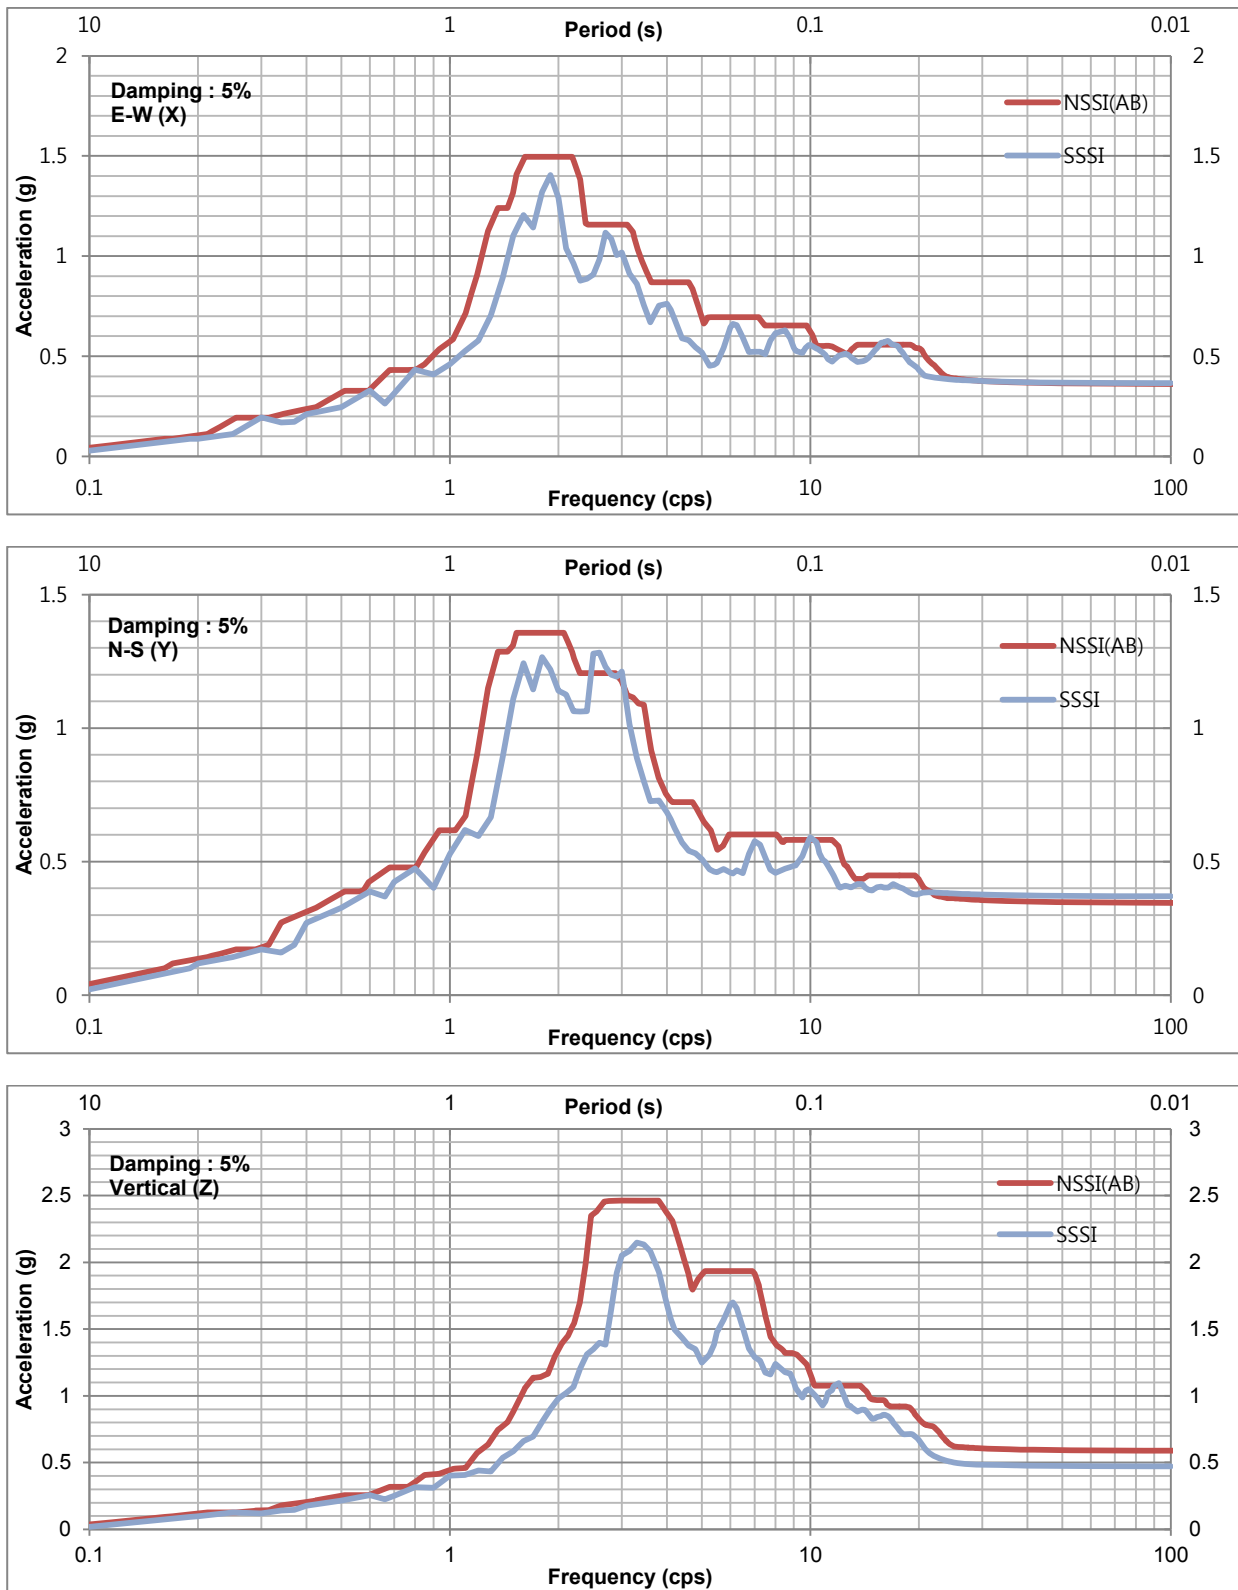 10 1 Period (s) 0.1 0.01
2 2
Damping : 5%
E-W (X)
NSSI(AB)
1.5 1.5
SSSI
Acceleration (g)
1 1
0.5 0.5
0 0
0.1 1 Frequency (cps) 10 100
10 1 Period (s) 0.1 0.01
1.5 1.5
Damping : 5%
N-S (Y)
NSSI(AB)
SSSI
1 1
Acceleration (g)
0.5 0.5
0 0
0.1 1 Frequency (cps) 10 100
10 1 Period (s) 0.1 0.01
3 3
Damping : 5%
Vertical (Z)
NSSI(AB)
2.5 2.5
SSSI
2 2
Acceleration (g)
1.5 1.5
1 1
0.5 0.5
0 0
0.1 1 Frequency (cps) 10 100